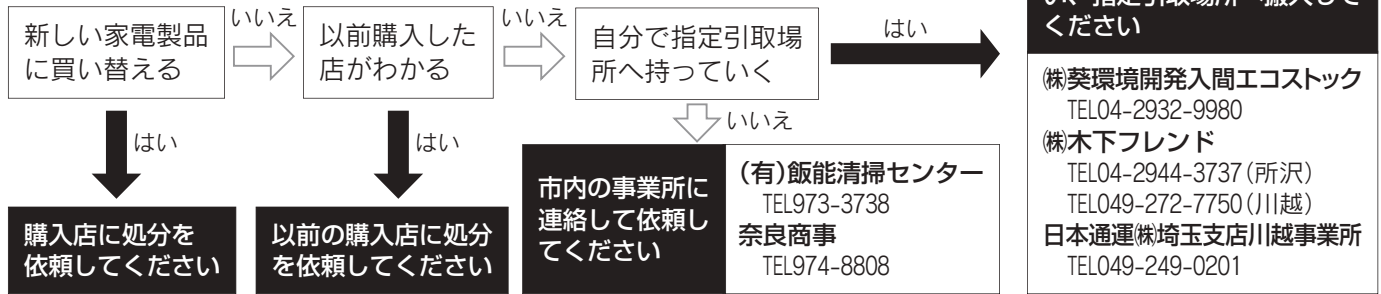 新しい家電製品
に買い替える
いいえ
以前購入した
店がわかる
いいえ
自分で指定引取場
所へ持っていく
はい
ください
はい
はい
いいえ
購入店に処分を
依頼してください
以前の購入店に処分
を依頼してください
市内の事業所に
連絡して依頼し
てください
(有)飯能清掃センター
TEL973-3738
奈良商事
TEL974-8808
㈱葵環境開発入間エコストック
TEL04-2932-9980
㈱木下フレンド
TEL04-2944-3737(所沢)
TEL049-272-7750(川越)
日本通運㈱埼玉支店川越事業所
TEL049-249-0201